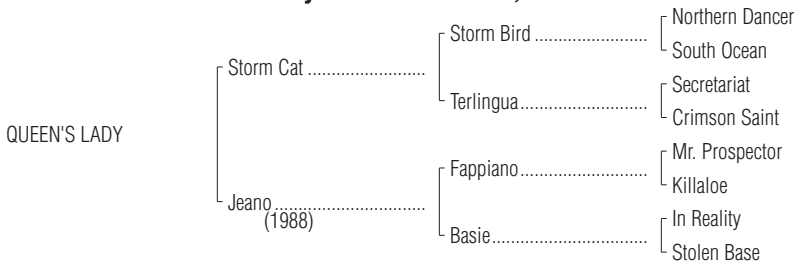 Northern Dancer
Storm Bird ..........................
South Ocean
Storm Cat ..........................
Secretariat
Terlingua............................
Crimson Saint
QUEEN'S LADY
Mr. Prospector
Fappiano............................
Killaloe
Jeano ................................
(1988)
In Reality
Basie..................................
Stolen Base